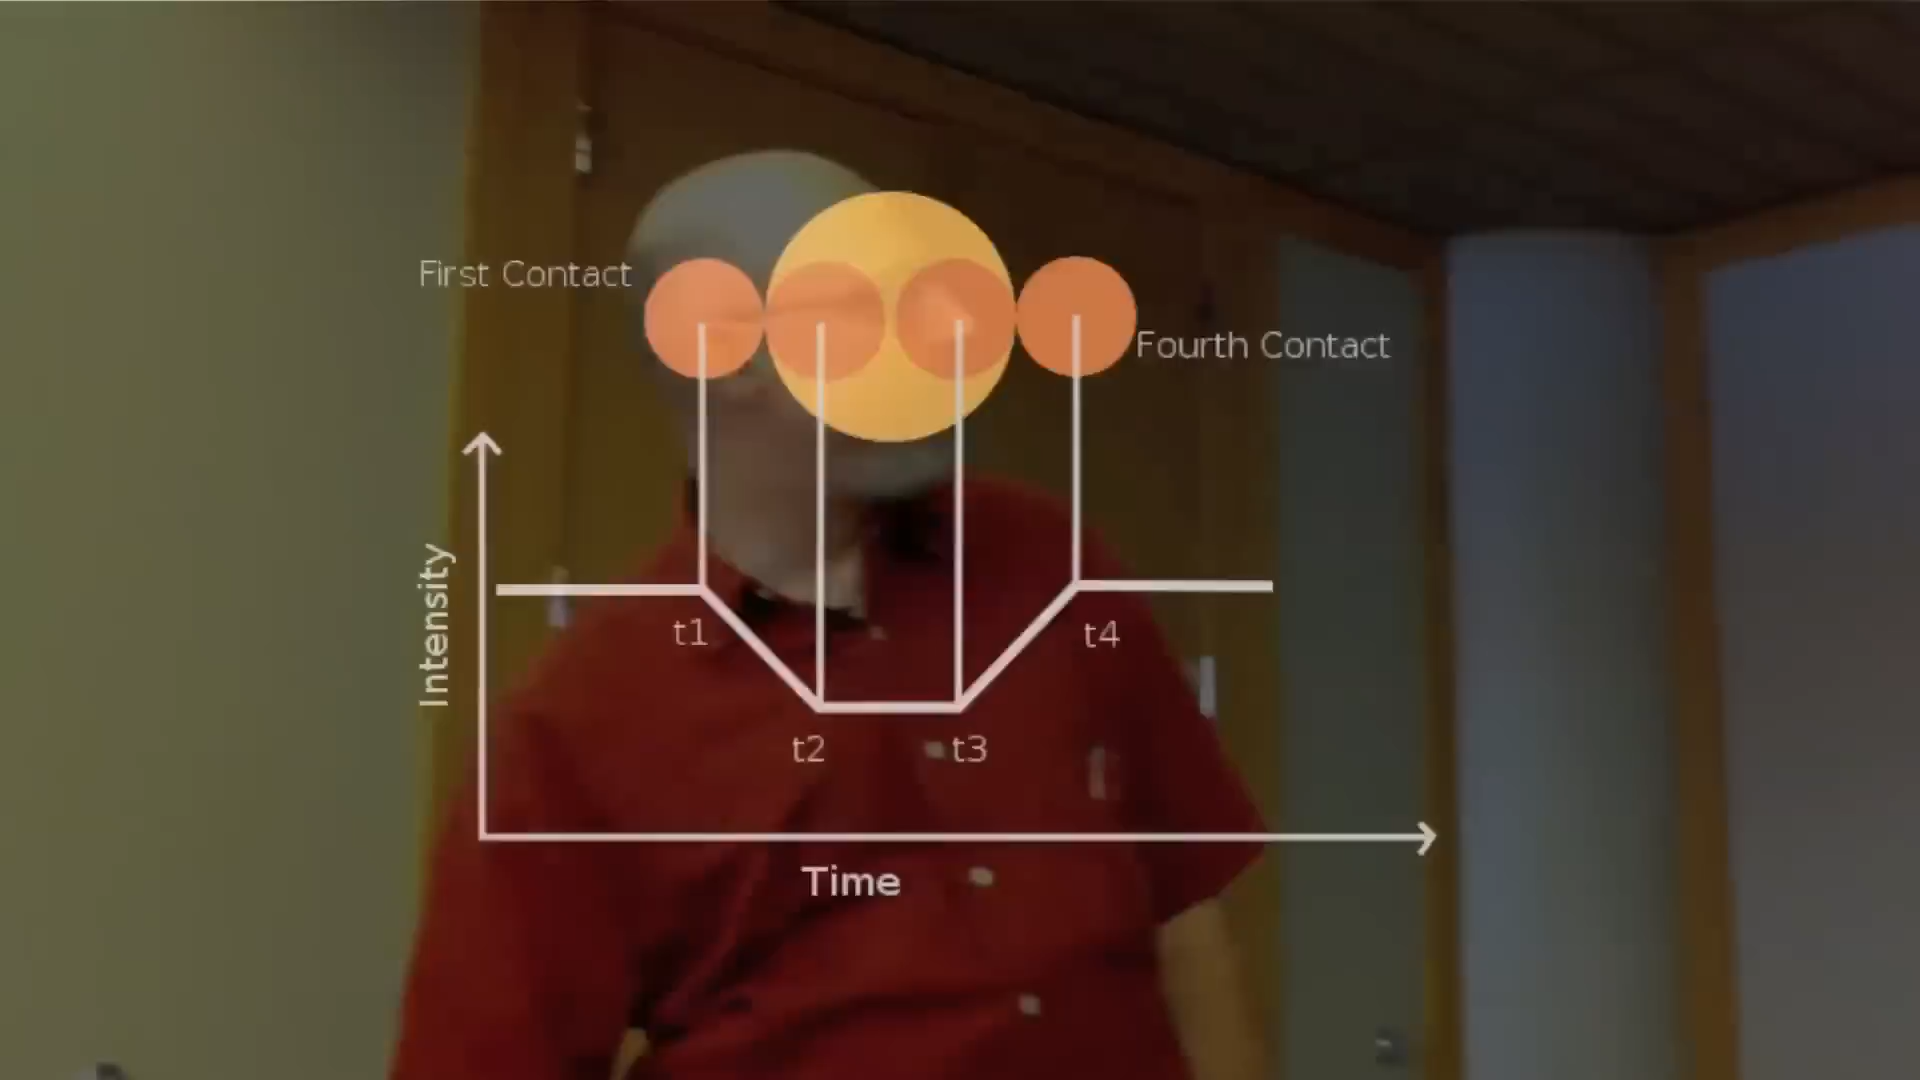 First Contact
Fourth Contact
Intensity
t1
t4
t2
t3
Time